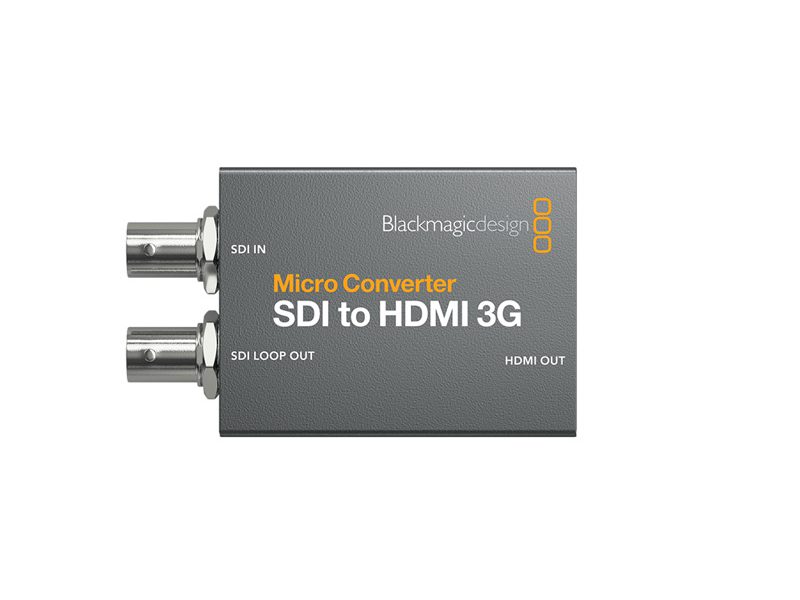 Blackmagicdesign
SDI IN
Micro Converter
SDI to HDMI 3G
SDI LOOP OUT
HDMI OUT